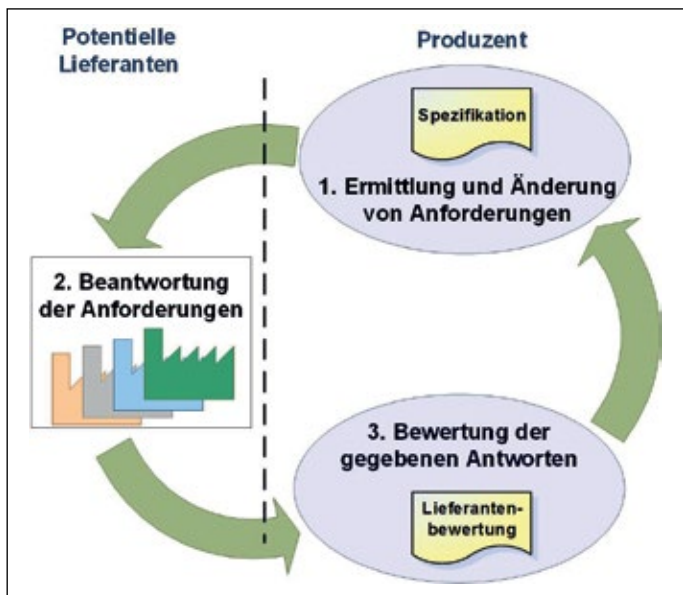 Potentielle
Lieferanten
Produzent
Spezifikation
1. Ermittlung und Änderung
von Anforderungen
2. Beantwortung
der Anforderungen
3. Bewertung der
gegebenen Antworten
Lieferanten-
bewertung